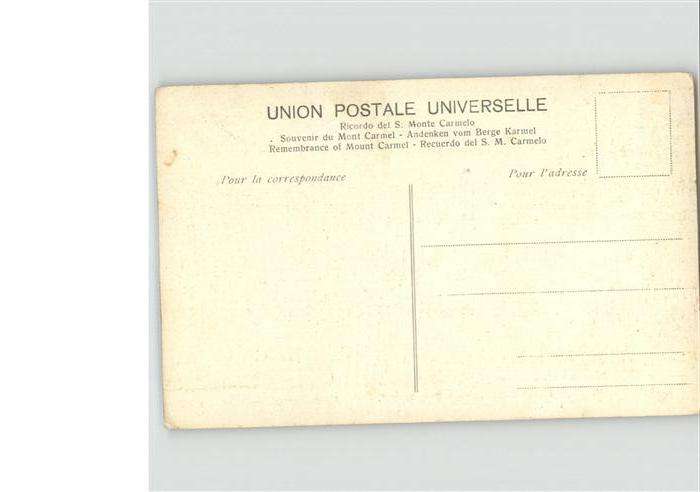 UNION POSTALE UNIVERSELLE
Ricordo del S. Monte Carmelo
Souvenir du Mont Carmel - Andenken vom Berge Karmel
Remembrance of Mount Carmel - Recuerdo del S. M. Carmelo
Pour la correspondance
Pour l'adresse